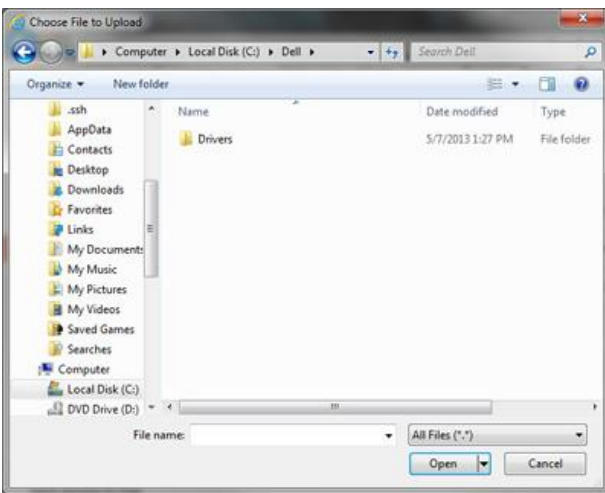 Choose File to Upload
Computer ▸ Local Disk (C:) ▸ Dell ▸ Search Dell
Organize ▾ New folder
Name Date modified Type
Drivers 5/7/2013 1:27 PM File folder
.ssh
AppData
Contacts
Desktop
Downloads
Favorites
Links
My Documents
My Music
My Pictures
My Videos
Saved Games
Searches
Computer
Local Disk (C:)
DVD Drive (D:)
File name: All Files (*.*)
Open Cancel